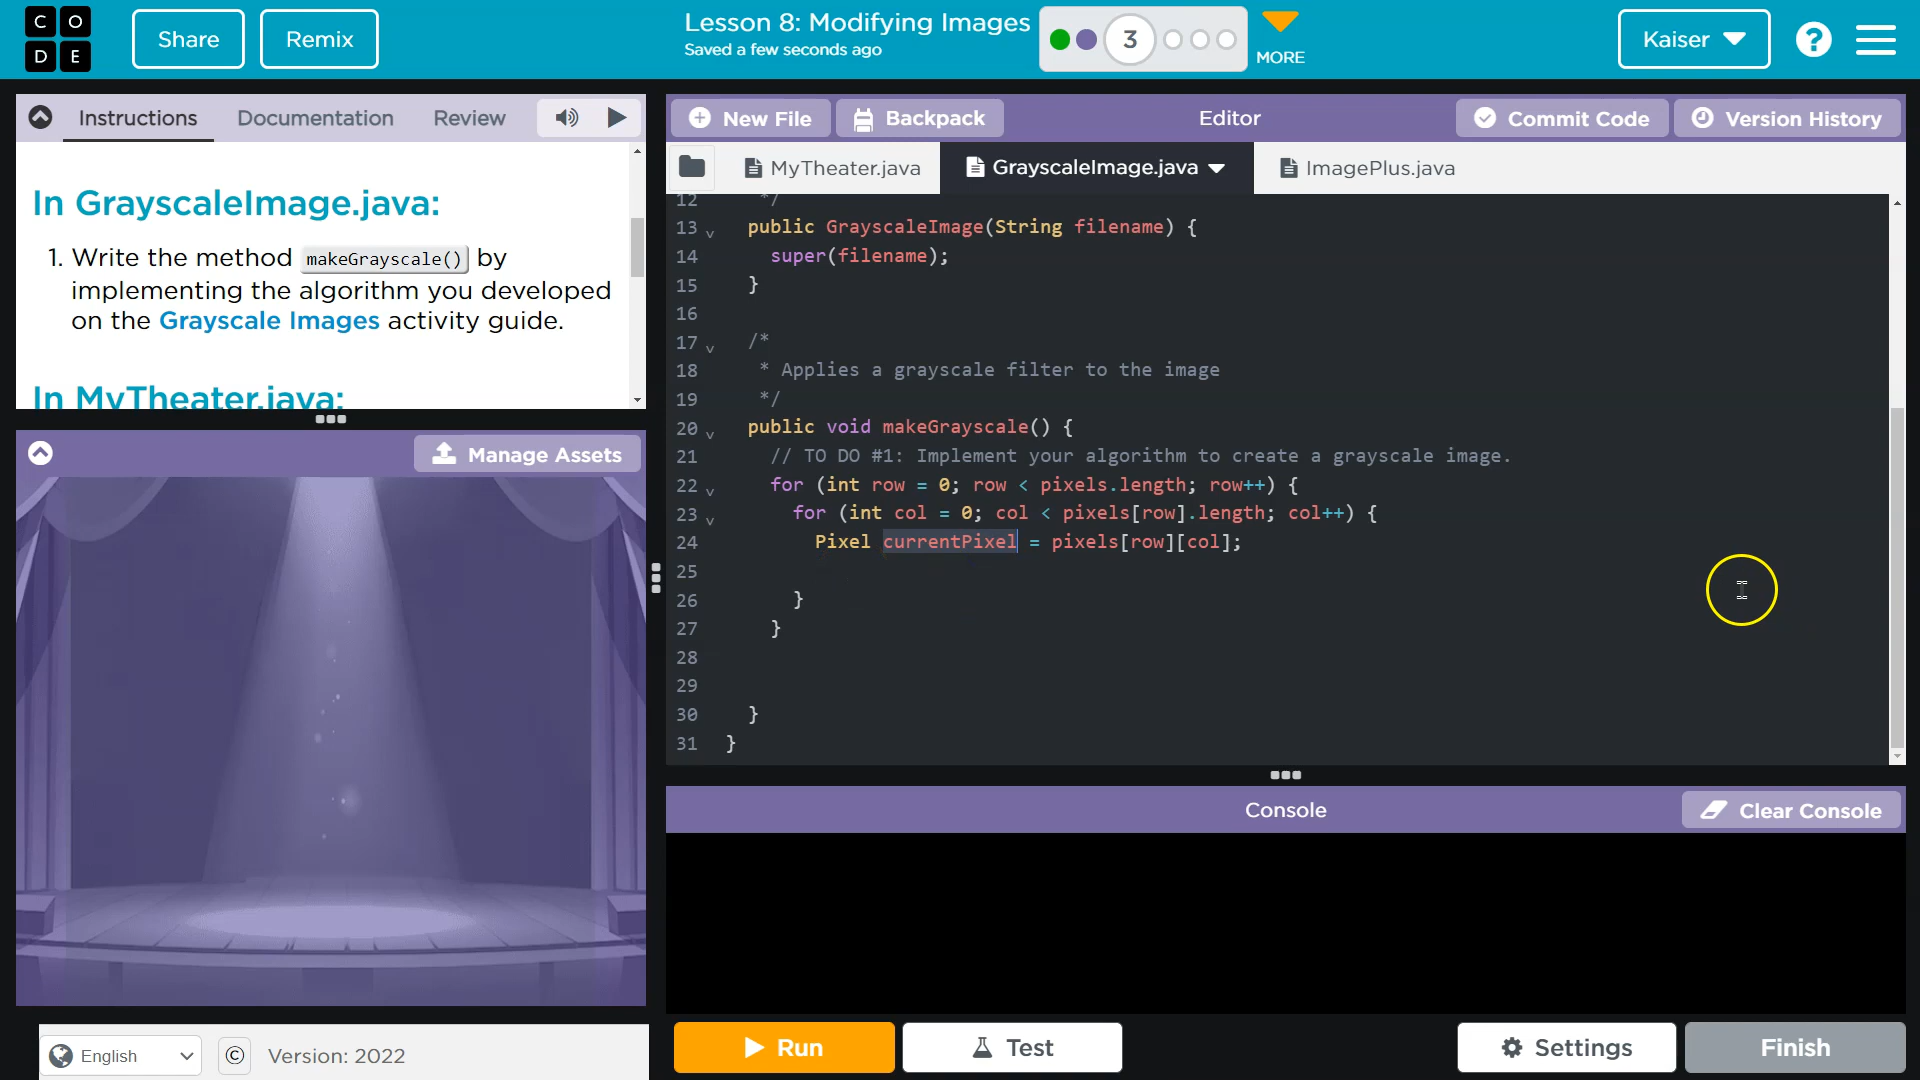 CODE
Share
Remix
Lesson 8: Modifying Images
Saved a few seconds ago
3
MORE
Kaiser
?
Instructions
Documentation
Review
New File
Backpack
Editor
Commit Code
Version History
MyTheater.java
GrayscaleImage.java
ImagePlus.java
In GrayscaleImage.java:
1. Write the method makeGrayscale() by
implementing the algorithm you developed
on the Grayscale Images activity guide.
In MyTheater.java:
12 */
13 public GrayscaleImage(String filename) {
14 super(filename);
15 }
16
17 /*
18 * Applies a grayscale filter to the image
19 */
20 public void makeGrayscale() {
21 // TO DO #1: Implement your algorithm to create a grayscale image.
22 for (int row = 0; row < pixels.length; row++) {
23 for (int col = 0; col < pixels[row].length; col++) {
24 Pixel currentPixel = pixels[row][col];
25
26 }
27 }
28
29
30 }
31 }
Manage Assets
Console
Clear Console
English
©
Version: 2022
Run
Test
Settings
Finish